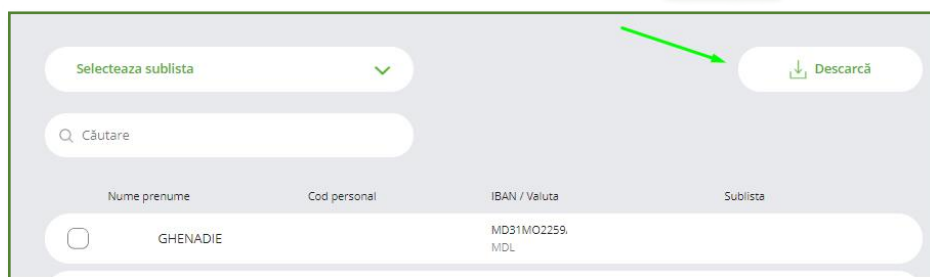 Selecteaza sublista
Descarcă
Căutare
Nume prenume Cod personal IBAN / Valuta Sublista
GHENADIE MD31MO2259.
MDL